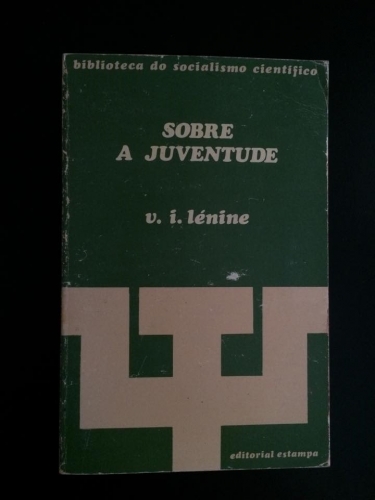 biblioteca do socialismo científico
SOBRE
A JUVENTUDE
v. i. lénine
editorial estampa